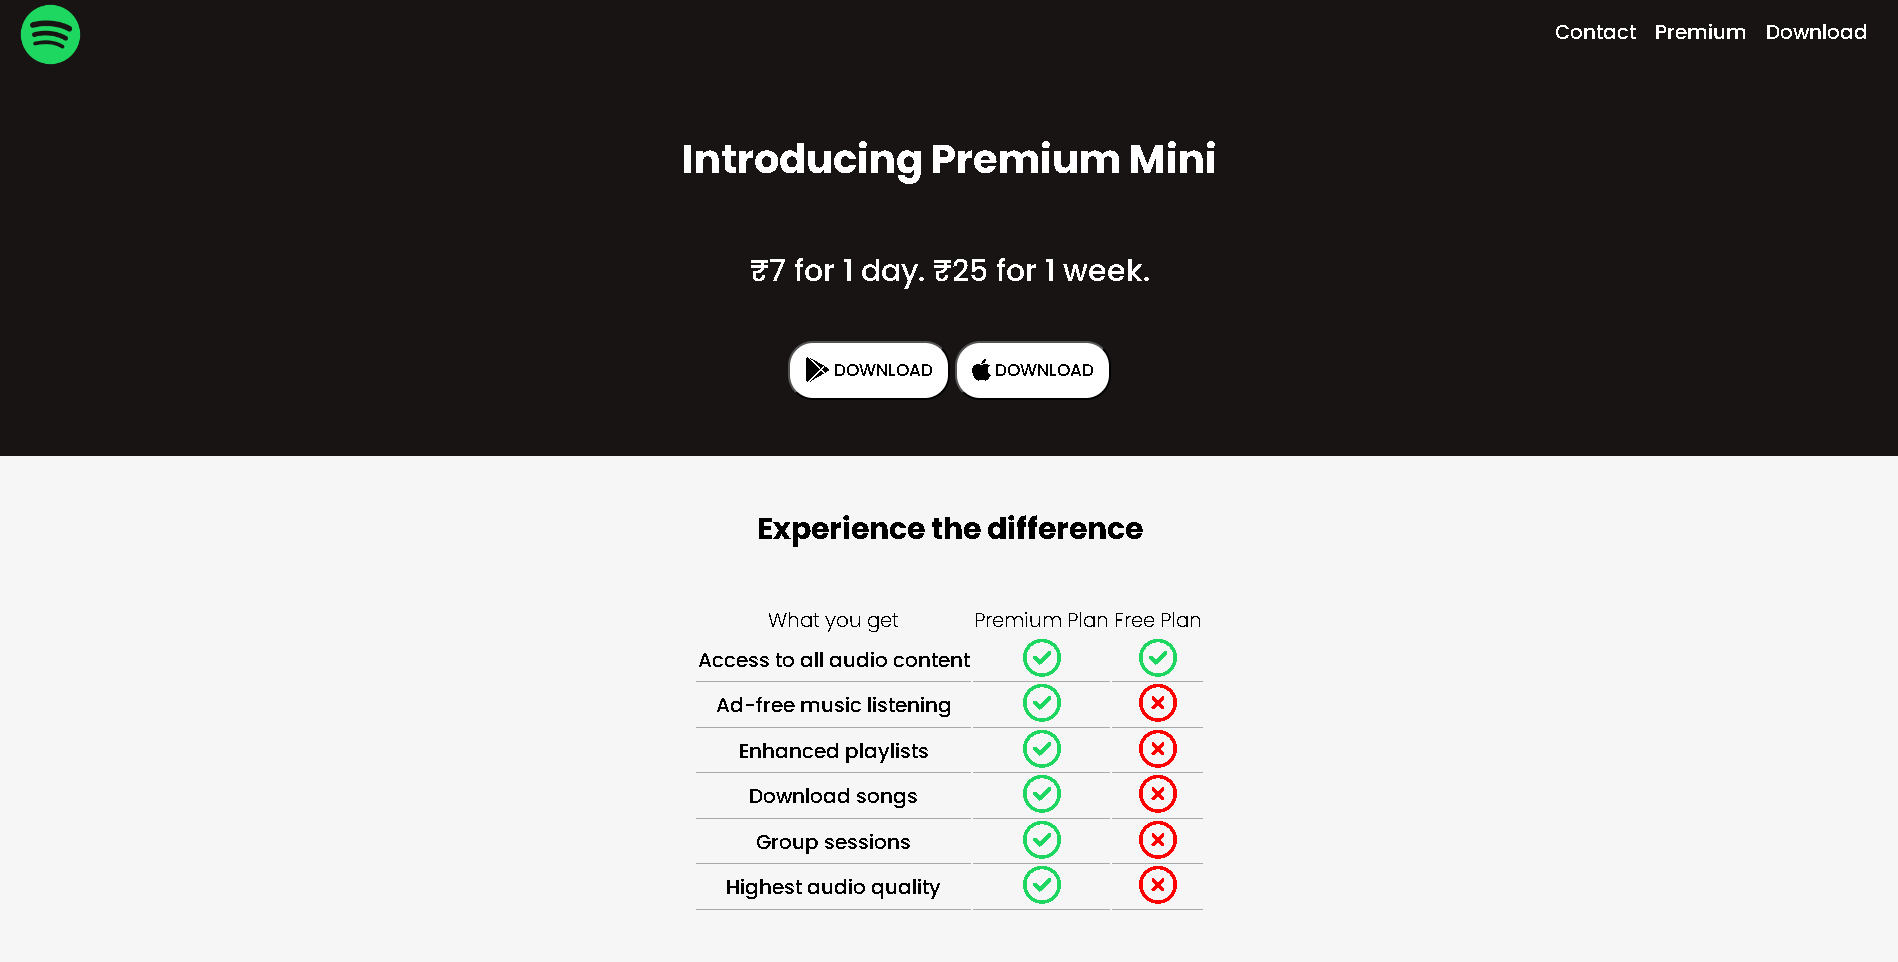 Contact Premium Download
Introducing Premium Mini
₹7 for 1 day. ₹25 for 1 week.
DOWNLOAD DOWNLOAD
Experience the difference
What you get Premium Plan Free Plan
Access to all audio content
Ad-free music listening
Enhanced playlists
Download songs
Group sessions
Highest audio quality